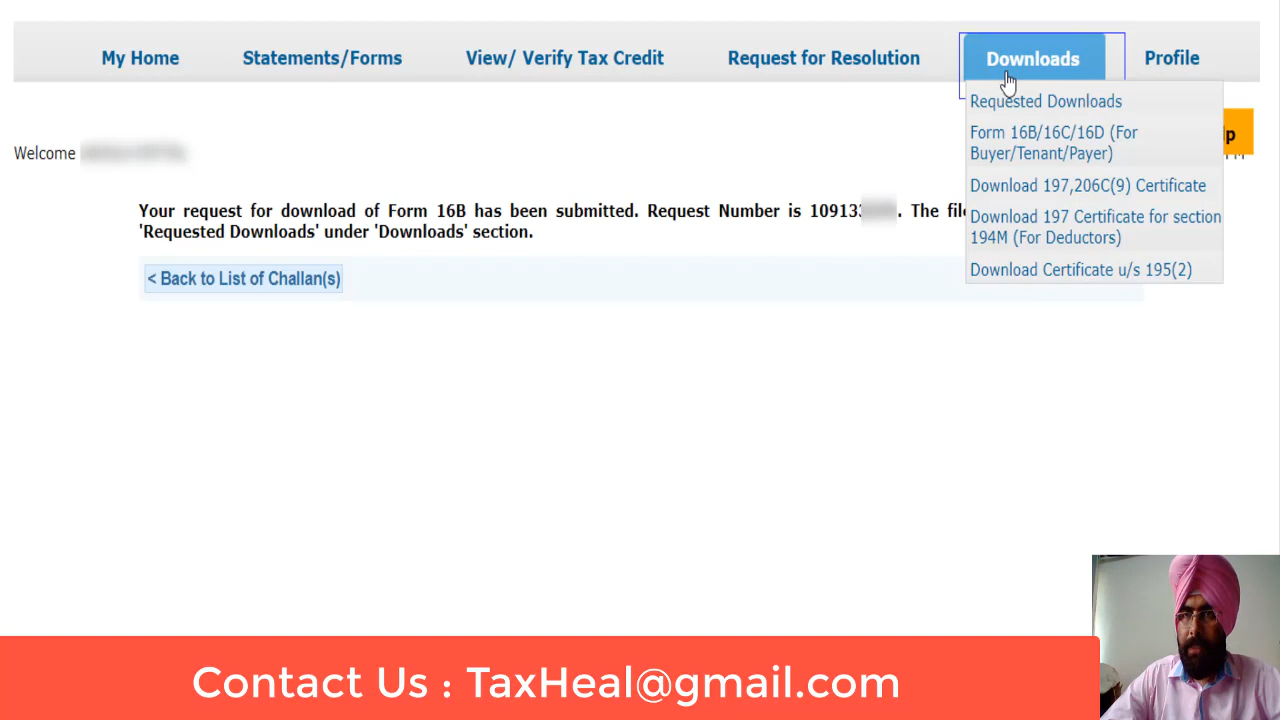 My Home Statements/Forms View/ Verify Tax Credit Request for Resolution Downloads Profile
Requested Downloads
Form 16B/16C/16D (For
Buyer/Tenant/Payer)
Download 197,206C(9) Certificate
Download 197 Certificate for section
194M (For Deductors)
Download Certificate u/s 195(2)
Welcome
Your request for download of Form 16B has been submitted. Request Number is 10913 . The
'Requested Downloads' under 'Downloads' section.
< Back to List of Challan(s)
Contact Us : TaxHeal@gmail.com